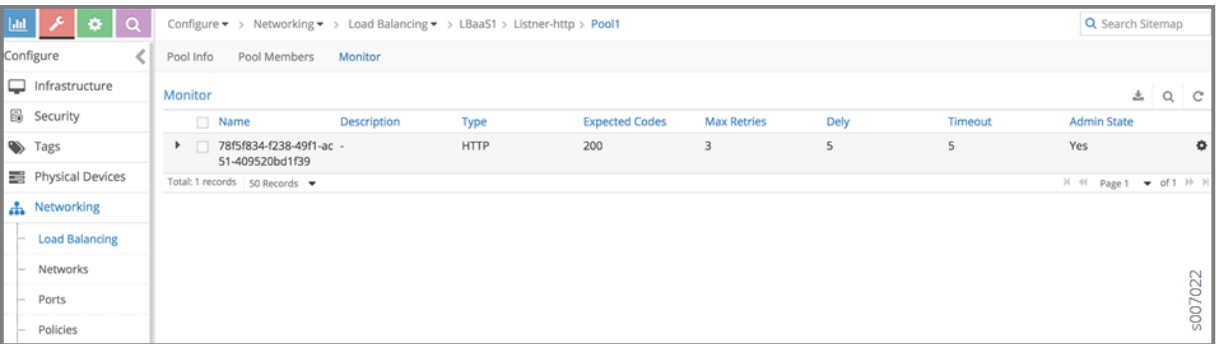 Configure > Networking > Load Balancing > LBaaS1 > Listner-http > Pool1
Search Sitemap
Configure
Pool Info Pool Members Monitor
Infrastructure
Security
Tags
Physical Devices
Networking
Load Balancing
Networks
Ports
Policies
Monitor
Name Description Type Expected Codes Max Retries Dely Timeout Admin State
78f5f834-f238-49f1-ac - HTTP 200 3 5 5 Yes
51-409520bd1f39
Total: 1 records 50 Records Page 1 of 1
s007022